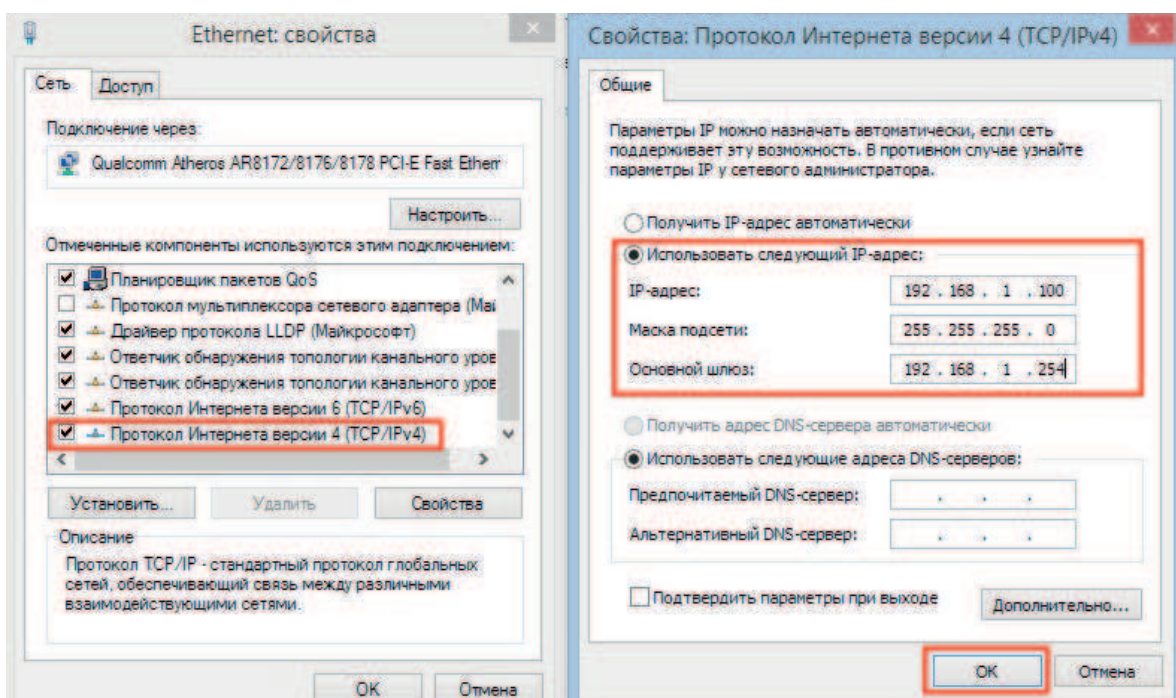 Ethernet: свойства
Сеть
Доступ
Подключение через:
Qualcomm Atheros AR8172/8176/8178 PCI-E Fast Ethern
Настроить...
Отмеченные компоненты используются этим подключением:
Планировщик пакетов QoS
Протокол мультиплексора сетевого адаптера (Май
Драйвер протокола LLDP (Майкрософт)
Ответчик обнаружения топологии канального уров
Ответчик обнаружения топологии канального уров
Протокол Интернета версии 6 (TCP/IPv6)
Протокол Интернета версии 4 (TCP/IPv4)
Установить...
Удалить
Свойства
Описание
Протокол TCP/IP - стандартный протокол глобальных
сетей, обеспечивающий связь между различными
взаимодействующими сетями.
OK
Отмена
Свойства: Протокол Интернета версии 4 (TCP/IPv4)
Общие
Параметры IP можно назначать автоматически, если сеть
поддерживает эту возможность. В противном случае узнайте
параметры IP у сетевого администратора.
Получить IP-адрес автоматически
Использовать следующий IP-адрес:
IP-адрес: 192 . 168 . 1 . 100
Маска подсети: 255 . 255 . 255 . 0
Основной шлюз: 192 . 168 . 1 . 254
Получить адрес DNS-сервера автоматически
Использовать следующие адреса DNS-серверов:
Предпочитаемый DNS-сервер: . . .
Альтернативный DNS-сервер: . . .
Подтвердить параметры при выходе
Дополнительно...
OK
Отмена